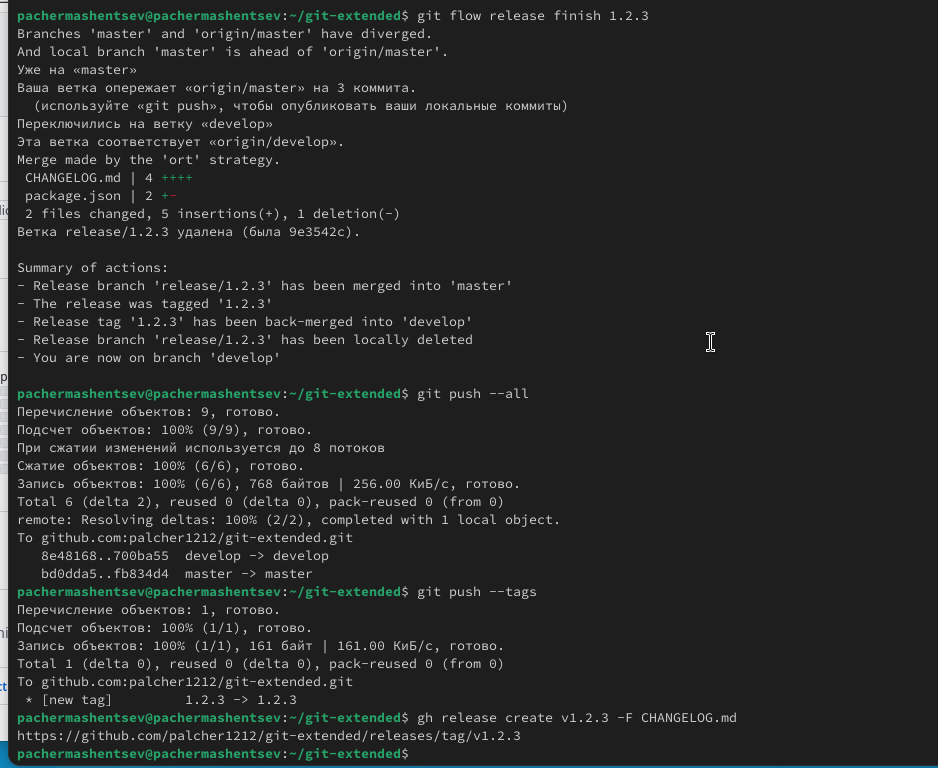 pachermashentsev@pachermashentsev:~/git-extended$ git flow release finish 1.2.3
Branches 'master' and 'origin/master' have diverged.
And local branch 'master' is ahead of 'origin/master'.
Уже на «master»
Ваша ветка опережает «origin/master» на 3 коммита.
  (используйте «git push», чтобы опубликовать ваши локальные коммиты)
Переключились на ветку «develop»
Эта ветка соответствует «origin/develop».
Merge made by the 'ort' strategy.
 CHANGELOG.md | 4 ++++
 package.json | 2 +-
 2 files changed, 5 insertions(+), 1 deletion(-)
Ветка release/1.2.3 удалена (была 9e3542c).
Summary of actions:
- Release branch 'release/1.2.3' has been merged into 'master'
- The release was tagged '1.2.3'
- Release tag '1.2.3' has been back-merged into 'develop'
- Release branch 'release/1.2.3' has been locally deleted
- You are now on branch 'develop'
pachermashentsev@pachermashentsev:~/git-extended$ git push --all
Перечисление объектов: 9, готово.
Подсчет объектов: 100% (9/9), готово.
При сжатии изменений используется до 8 потоков
Сжатие объектов: 100% (6/6), готово.
Запись объектов: 100% (6/6), 768 байтов | 256.00 КиБ/с, готово.
Total 6 (delta 2), reused 0 (delta 0), pack-reused 0 (from 0)
remote: Resolving deltas: 100% (2/2), completed with 1 local object.
To github.com:palcher1212/git-extended.git
   8e48168..700ba55  develop -> develop
   bd0dda5..fb834d4  master -> master
pachermashentsev@pachermashentsev:~/git-extended$ git push --tags
Перечисление объектов: 1, готово.
Подсчет объектов: 100% (1/1), готово.
Запись объектов: 100% (1/1), 161 байт | 161.00 КиБ/с, готово.
Total 1 (delta 0), reused 0 (delta 0), pack-reused 0 (from 0)
To github.com:palcher1212/git-extended.git
 * [new tag]         1.2.3 -> 1.2.3
pachermashentsev@pachermashentsev:~/git-extended$ gh release create v1.2.3 -F CHANGELOG.md
https://github.com/palcher1212/git-extended/releases/tag/v1.2.3
pachermashentsev@pachermashentsev:~/git-extended$